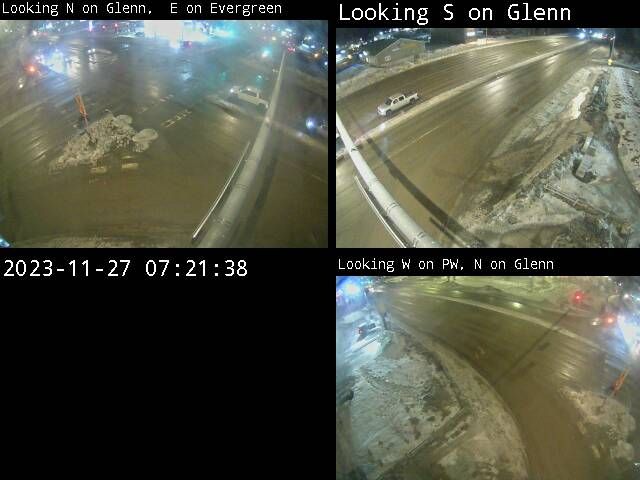 Looking N on Glenn,  E on Evergreen
Looking S on Glenn
2023-11-27 07:21:38
Looking W on PW, N on Glenn